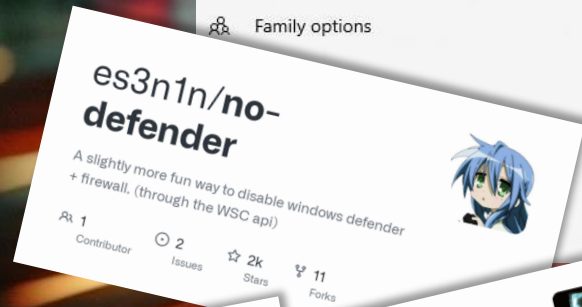 Family options
es3n1n/no-
defender
A slightly more fun way to disable windows defender
+ firewall. (through the WSC api)
1
Contributor
2
Issues
2k
Stars
11
Forks